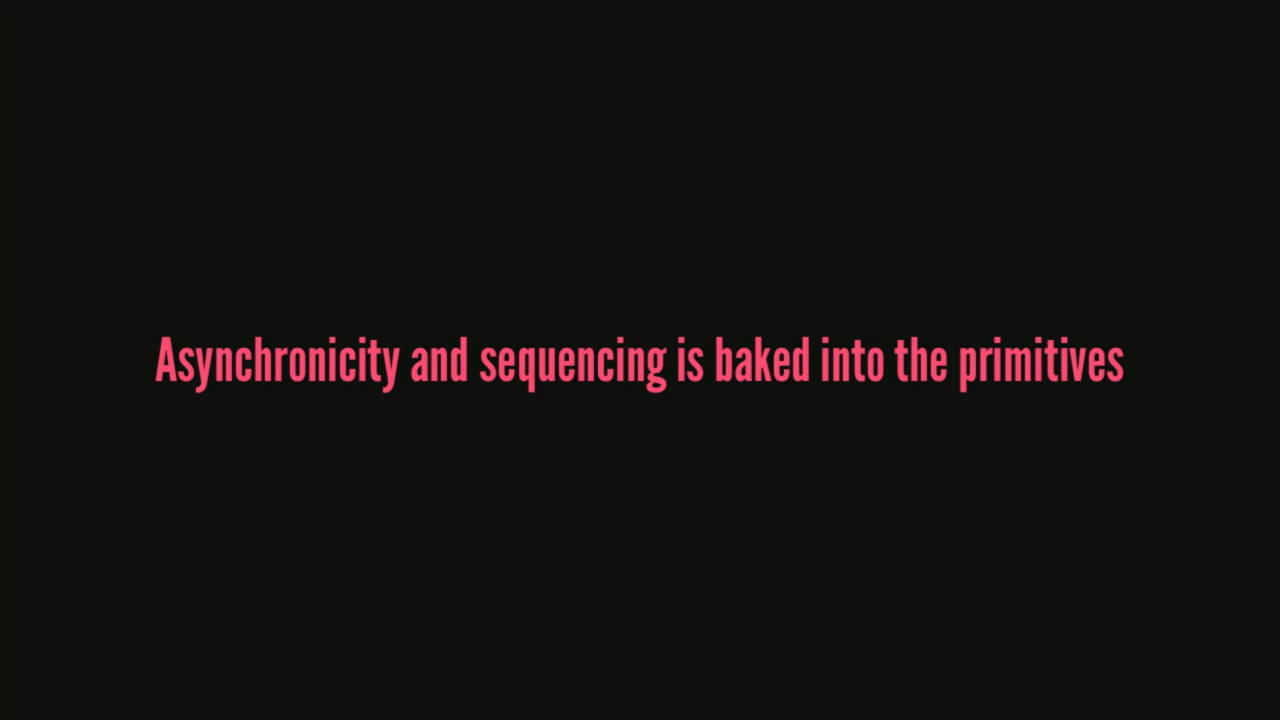 Asynchronicity and sequencing is baked into the primitives